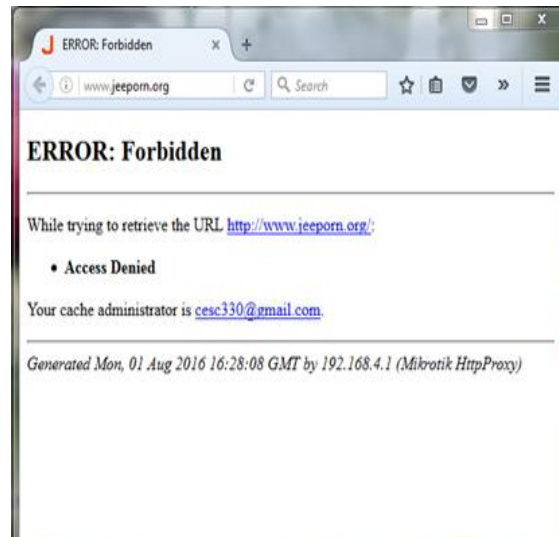 ERROR: Forbidden
www.jeeporn.org
Search
ERROR: Forbidden
While trying to retrieve the URL http://www.jeeporn.org/:
• Access Denied
Your cache administrator is cesc330@gmail.com.
Generated Mon, 01 Aug 2016 16:28:08 GMT by 192.168.4.1 (Mikrotik HttpProxy)